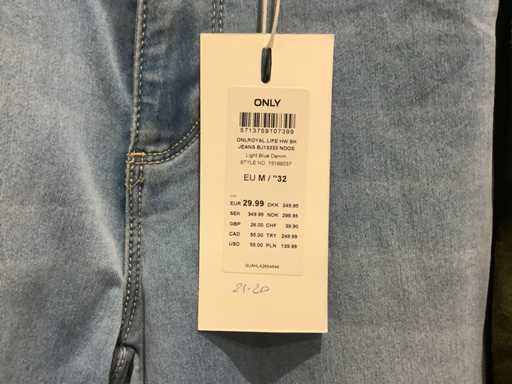 ONLY
5713759107399
ONLROYAL LIFE HW SK
JEANS BJ13333 NOOS
Light Blue Denim
STYLE NO.
EU M / "32
EUR 29.99 DKK 249.95
SEK 349.99 NOK 299.95
GBP 26.00 CHF 39.90
CAD 55.00 TRY 249.99
USD 55.00 PLN 139.99
21-20